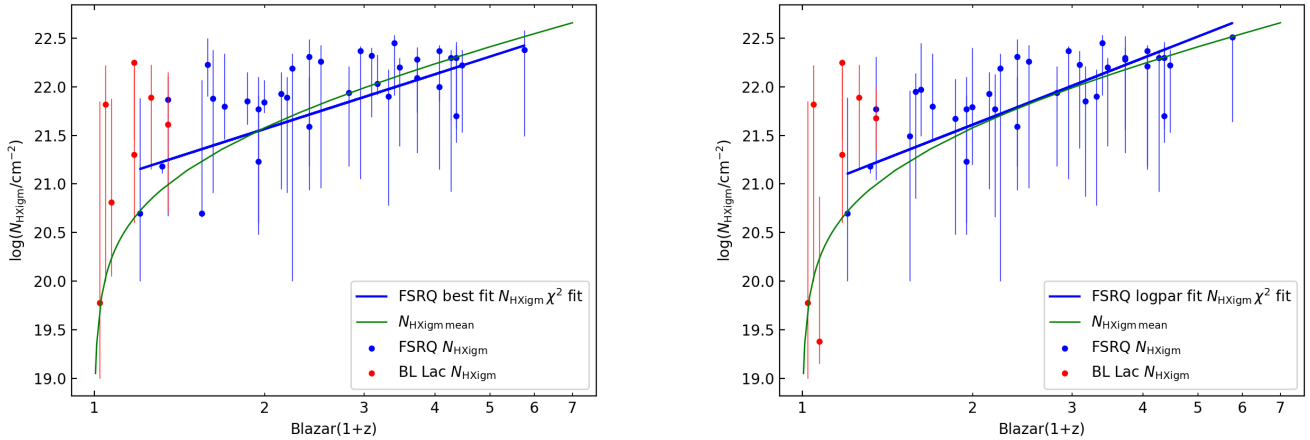 22.5
22.0
21.5
21.0
20.5
20.0
19.5
19.0
log(N_HXigm/cm⁻²)
FSRQ best fit N_HXigm χ² fit
N_HXigm mean
FSRQ N_HXigm
BL Lac N_HXigm
1 2 3 4 5 6 7
Blazar(1+z)
22.5
22.0
21.5
21.0
20.5
20.0
19.5
19.0
log(N_HXigm/cm⁻²)
FSRQ logpar fit N_HXigm χ² fit
N_HXigm mean
FSRQ N_HXigm
BL Lac N_HXigm
1 2 3 4 5 6 7
Blazar(1+z)